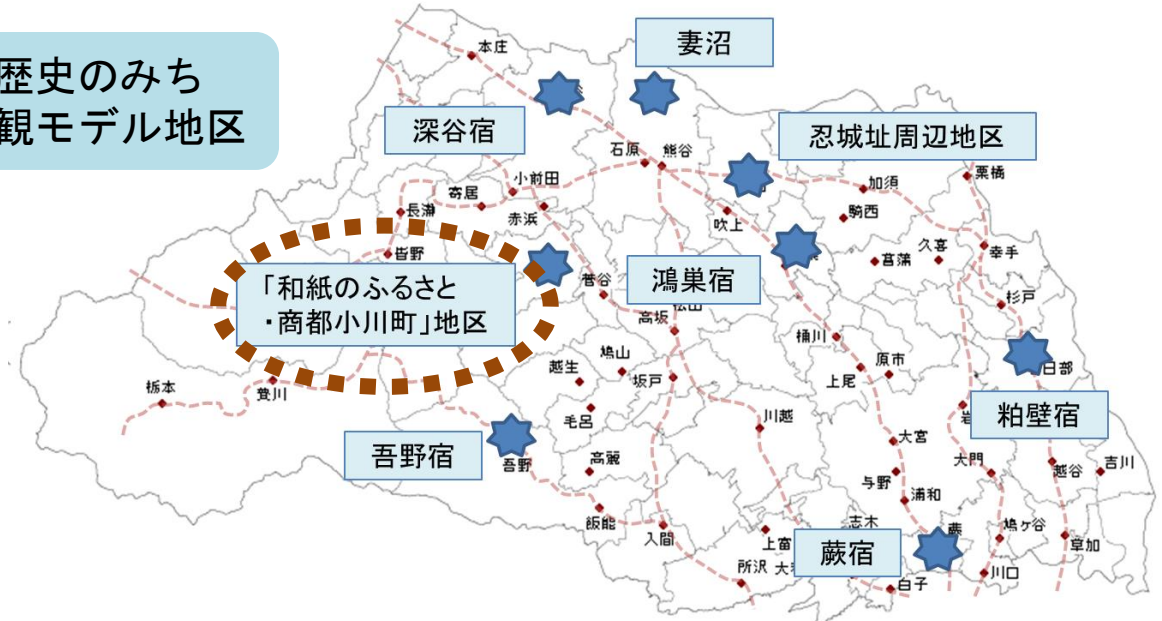 歴史のみち
観モデル地区
妻沼
本庄
深谷宿
忍城址周辺地区
石原
熊谷
小前田
寄居
赤浜
加須
栗橋
騎西
長瀞
吹上
皆野
菖蒲
久喜
幸手
「和紙のふるさと
・商都小川町」地区
菅谷
鴻巣宿
松山
高坂
杉戸
桶川
原市
上尾
日部
鳩山
越生
坂戸
栃本
贄川
毛呂
川越
粕壁宿
吾野宿
吾野
高麗
大宮
大門
越谷
吉川
与野
浦和
飯能
入間
志木
蕨
蕨宿
鳩ヶ谷
草加
上富
所沢
川口
白子